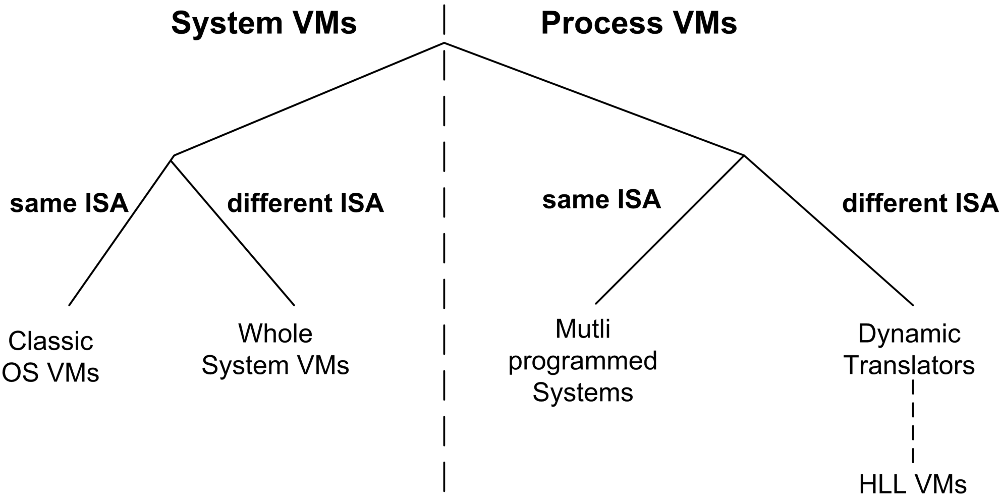 System VMs
Process VMs
same ISA
different ISA
same ISA
different ISA
Classic
OS VMs
Whole
System VMs
Mutli
programmed
Systems
Dynamic
Translators
HLL VMs